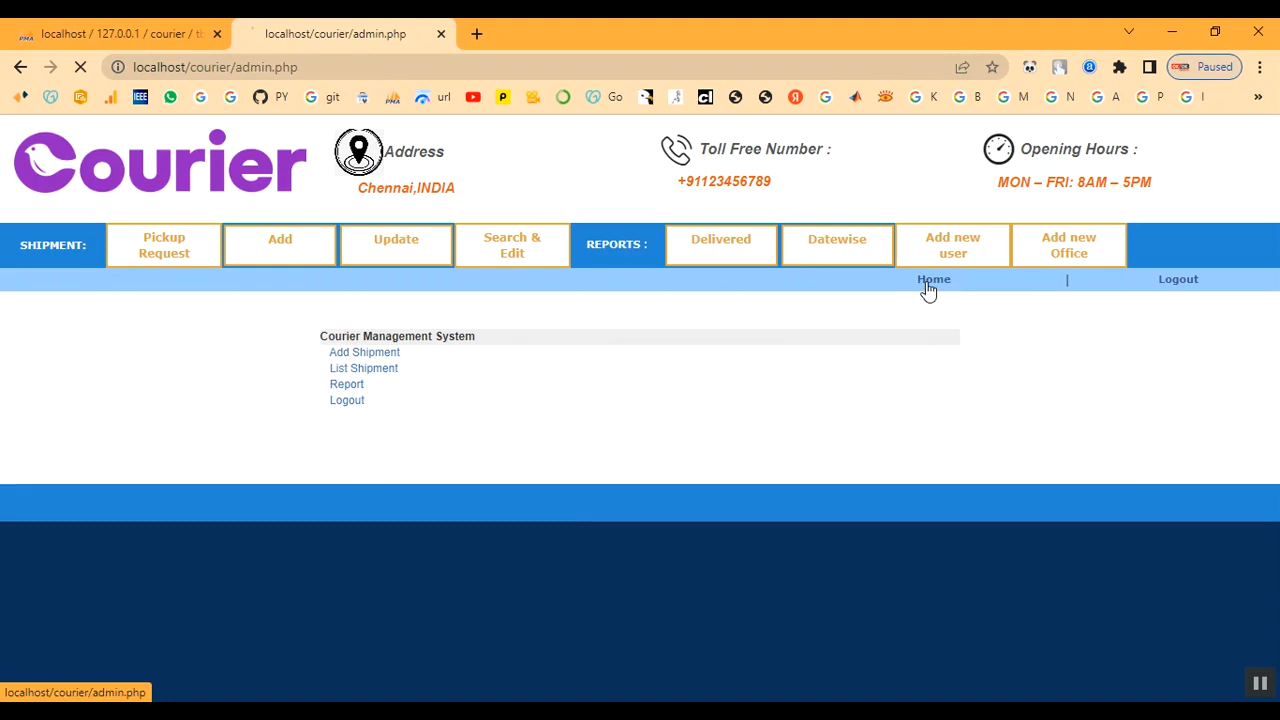 localhost / 127.0.0.1 / courier / tb
localhost/courier/admin.php
localhost/courier/admin.php
Paused
PY
git
url
Go
K
B
M
N
A
P
I
Courier
Address
Chennai,INDIA
Toll Free Number :
+91123456789
Opening Hours :
MON – FRI: 8AM – 5PM
SHIPMENT:
Pickup
Request
Add
Update
Search &
Edit
REPORTS :
Delivered
Datewise
Add new
user
Add new
Office
Home | Logout
Courier Management System
Add Shipment
List Shipment
Report
Logout
localhost/courier/admin.php